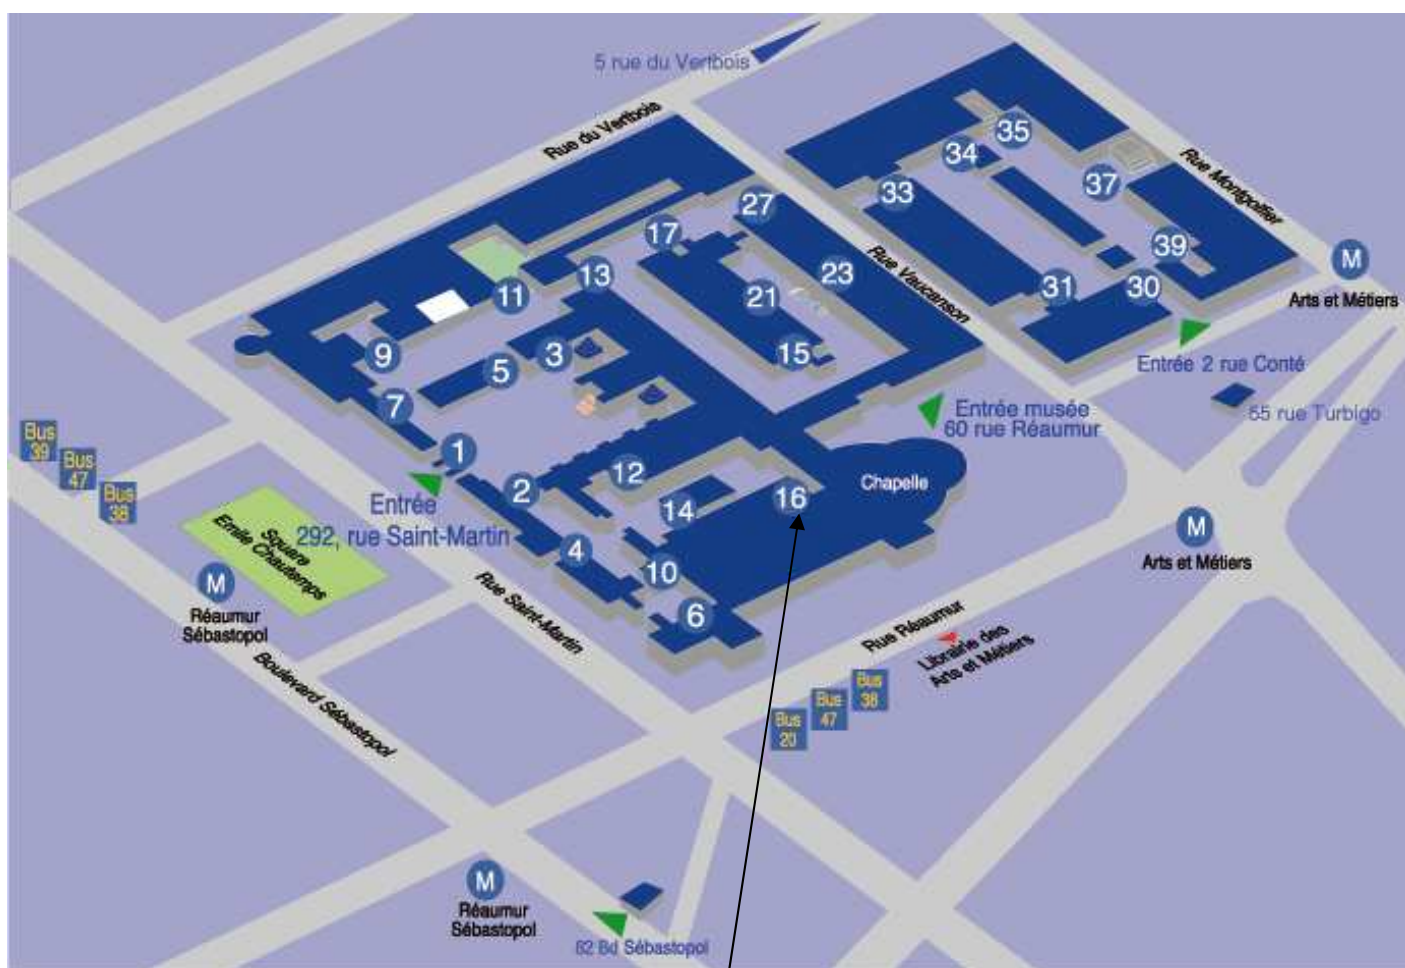 5 rue du Vertbois
Rue du Vertbois
Rue Montgolfier
35
34
37
33
27
17
39
M
Arts et Métiers
Rue Vaucanson
23
13
11
21
31
30
15
3
9
5
Entrée 2 rue Conté
7
Entrée musée
60 rue Réaumur
55 rue Turbigo
Bus
39
Bus
47
Bus
38
1
12
2
14
16
Chapelle
Entrée
292, rue Saint-Martin
Square
Emile Chautemps
4
10
6
M
Arts et Métiers
M
Réaumur
Sébastopol
Rue Saint-Martin
Rue Réaumur
Librairie des
Arts et Métiers
Boulevard Sébastopol
Bus
38
Bus
47
Bus
20
M
Réaumur
Sébastopol
62 Bd Sébastopol